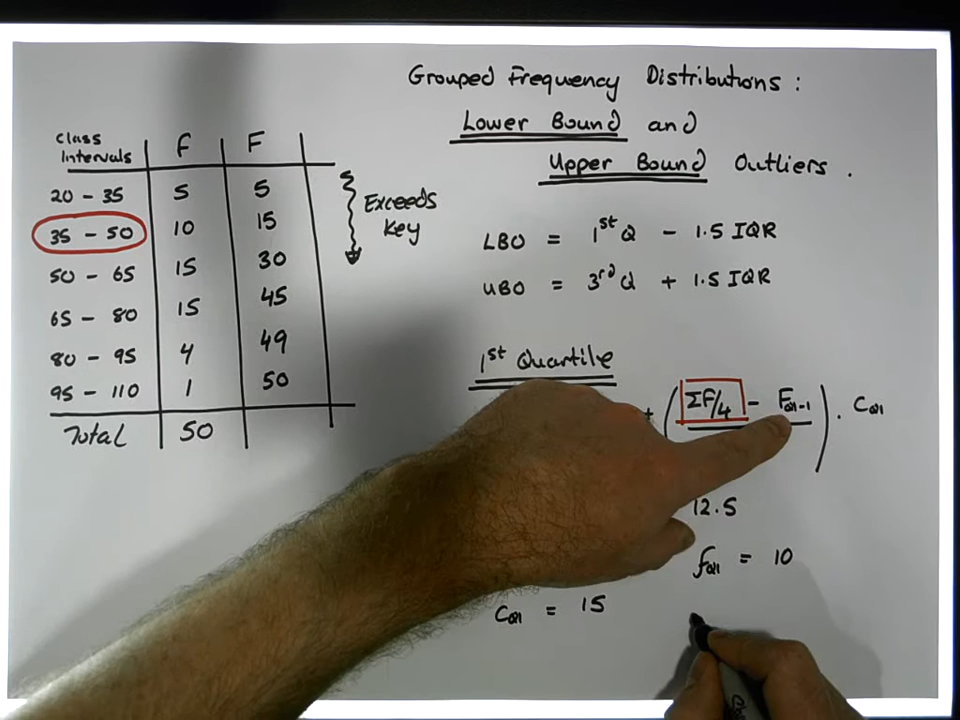 Grouped Frequency Distributions :
Lower Bound and
Upper Bound Outliers .
Class Intervals f F
20 - 35 5 5
35 - 50 10 15
50 - 65 15 30
65 - 80 15 45
80 - 95 4 49
95 - 110 1 50
Total 50
Exceeds
Key
LBO = 1st Q - 1.5 IQR
UBO = 3rd Q + 1.5 IQR
1st Quartile
+ ( Σf/4 - FQ1-1 ) . CQ1
12.5
fQ1 = 10
CQ1 = 15